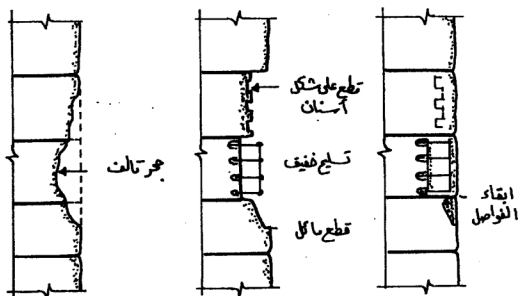 قطع على شكل
أسنان
تسليح خفيف
حجر تالف
قطع مائل
ابقاء
الفواصل